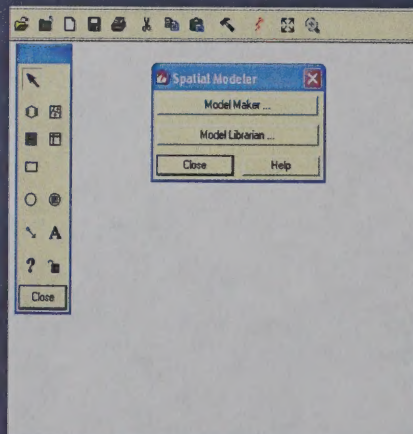 Spatial Modeler
Model Maker ...
Model Librarian ...
Close
Help
A
?
Close